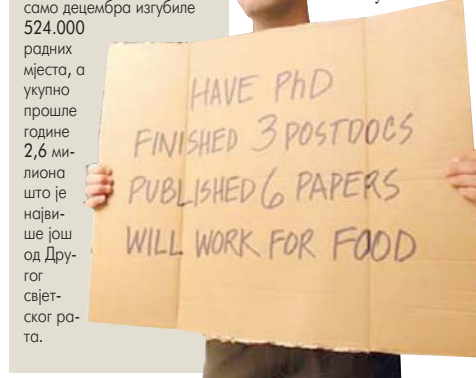 само децембра изгубиле
524.000
радних
мјеста, а
укупно
прошле
године
2,6 ми-
лиона
што је
најви-
ше још
од Дру-
гог
свјет-
ског ра-
та.
HAVE PhD
FINISHED 3 POSTDOCS
PUBLISHED 6 PAPERS
WILL WORK FOR FOOD